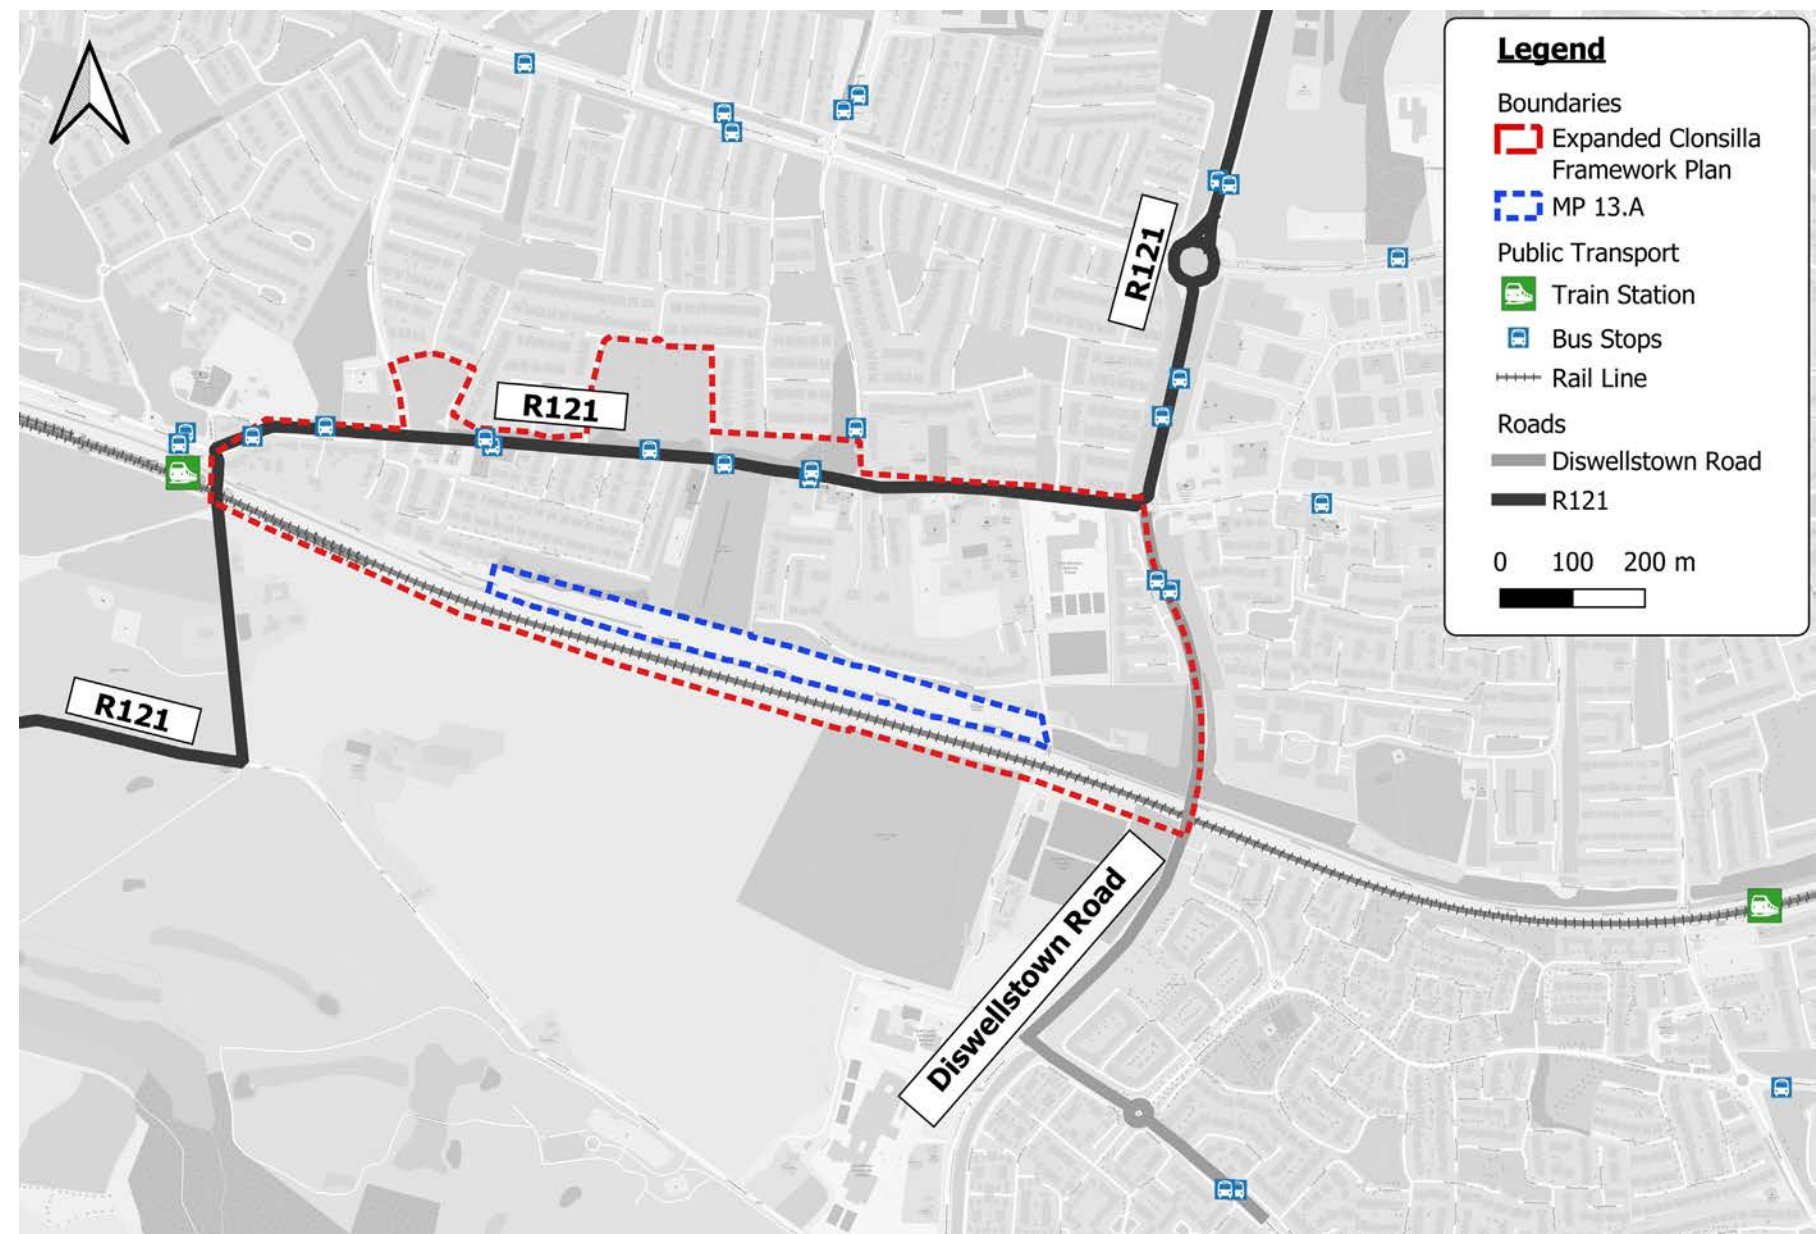 Legend
Boundaries
Expanded Clonsilla
Framework Plan
MP 13.A
Public Transport
Train Station
Bus Stops
Rail Line
Roads
Diswellstown Road
R121
0 100 200 m
R121
R121
R121
Diswellstown Road